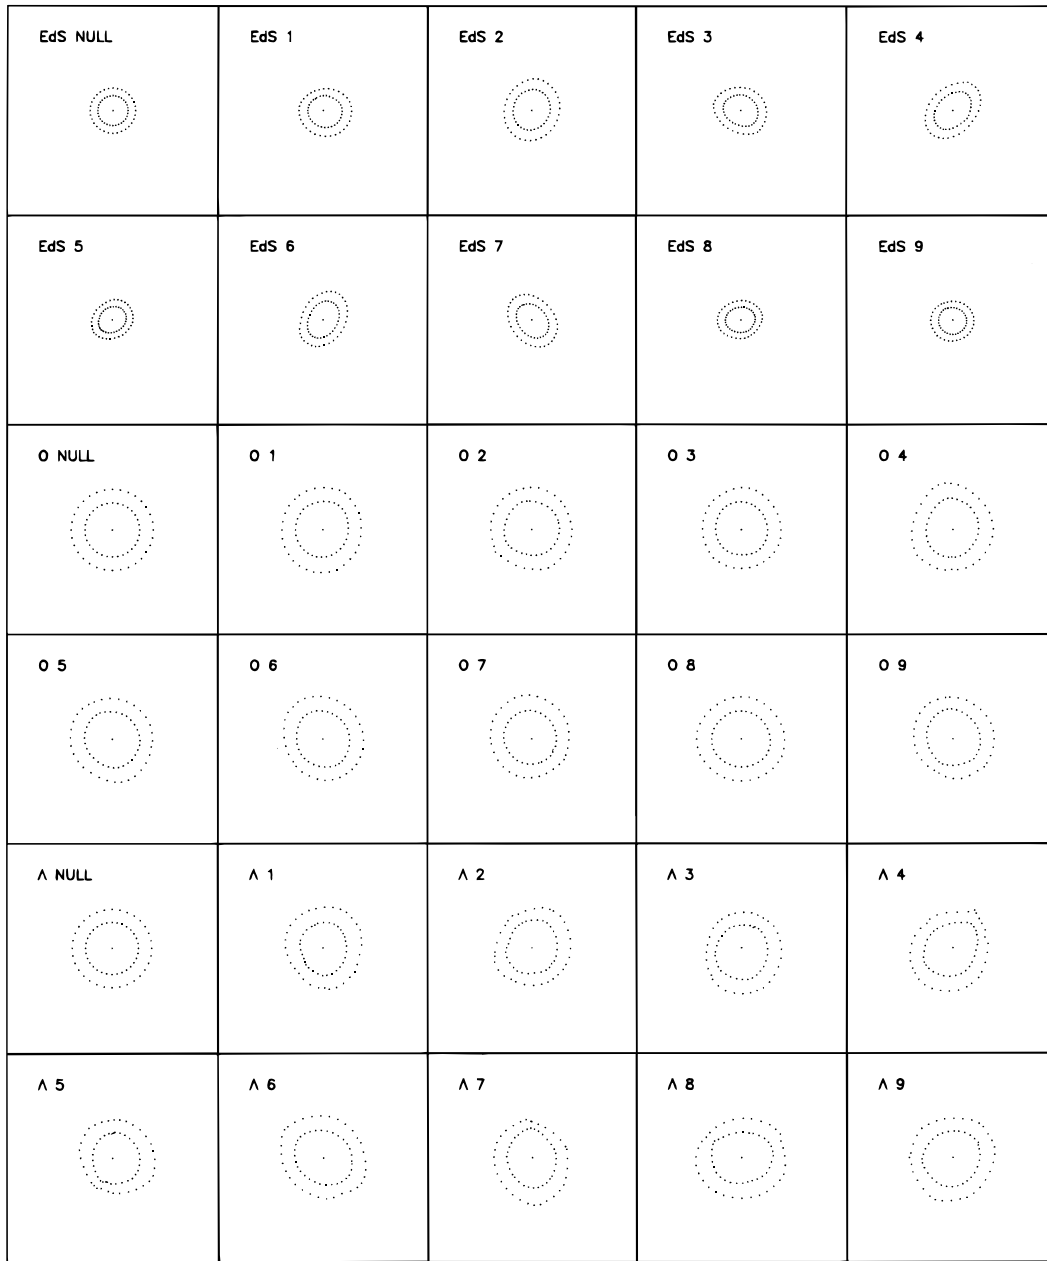 EdS NULL
EdS 1
EdS 2
EdS 3
EdS 4
EdS 5
EdS 6
EdS 7
EdS 8
EdS 9
O NULL
O 1
O 2
O 3
O 4
O 5
O 6
O 7
O 8
O 9
Λ NULL
Λ 1
Λ 2
Λ 3
Λ 4
Λ 5
Λ 6
Λ 7
Λ 8
Λ 9